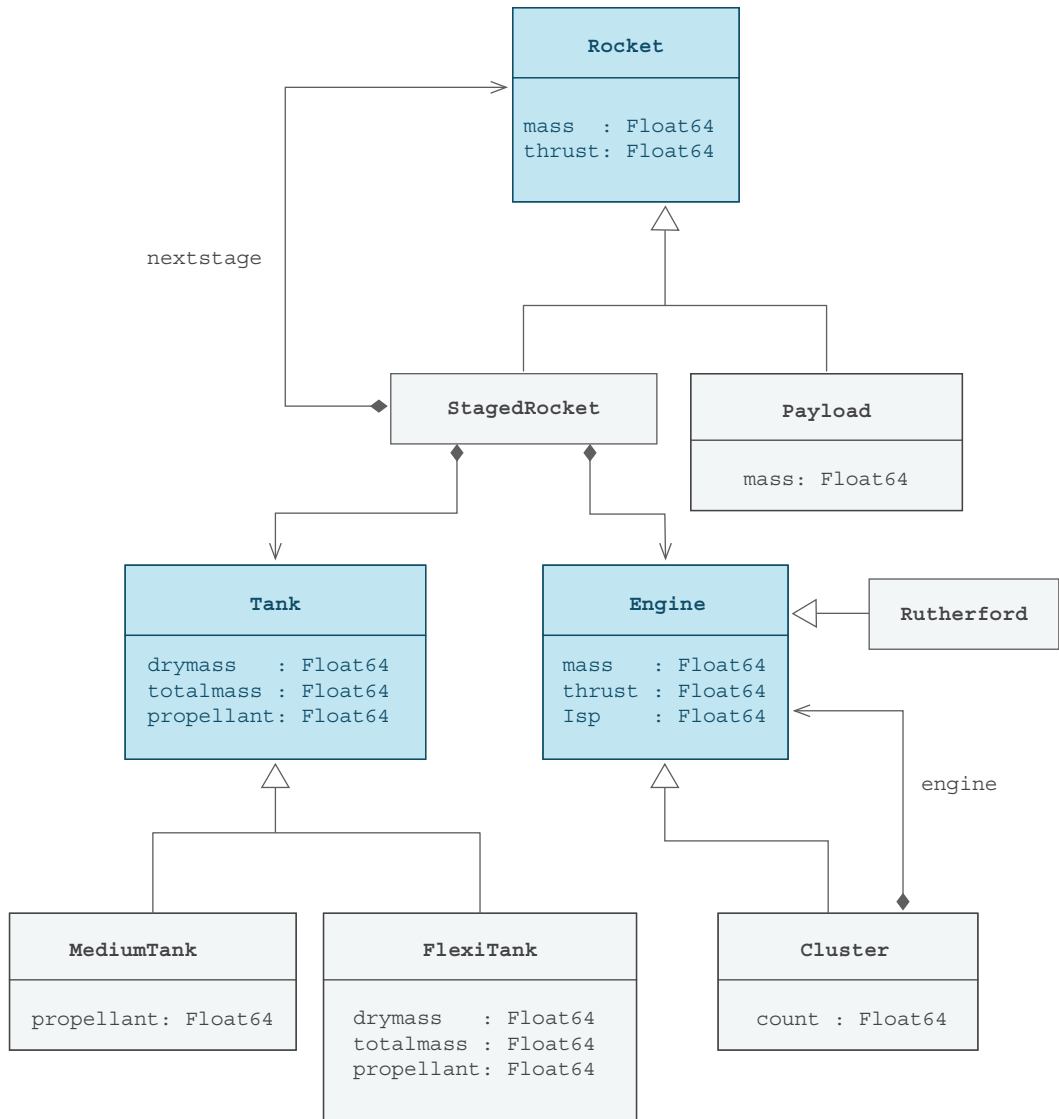 Rocket
mass  : Float64
thrust: Float64
nextstage
StagedRocket
Payload
mass: Float64
Tank
drymass   : Float64
totalmass : Float64
propellant: Float64
Engine
mass   : Float64
thrust : Float64
Isp    : Float64
Rutherford
engine
MediumTank
propellant: Float64
FlexiTank
drymass   : Float64
totalmass : Float64
propellant: Float64
Cluster
count : Float64